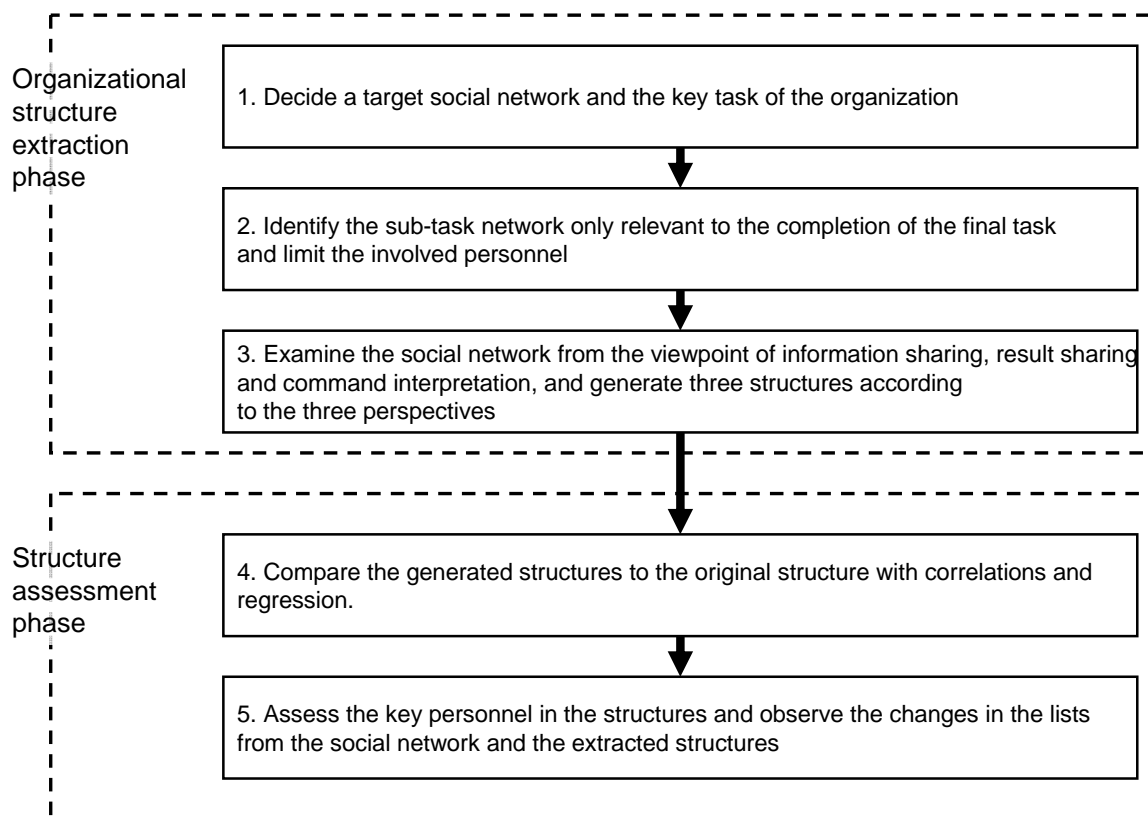 Organizational
structure
extraction
phase
1. Decide a target social network and the key task of the organization
2. Identify the sub-task network only relevant to the completion of the final task
and limit the involved personnel
3. Examine the social network from the viewpoint of information sharing, result sharing
and command interpretation, and generate three structures according
to the three perspectives
Structure
assessment
phase
4. Compare the generated structures to the original structure with correlations and
regression.
5. Assess the key personnel in the structures and observe the changes in the lists
from the social network and the extracted structures